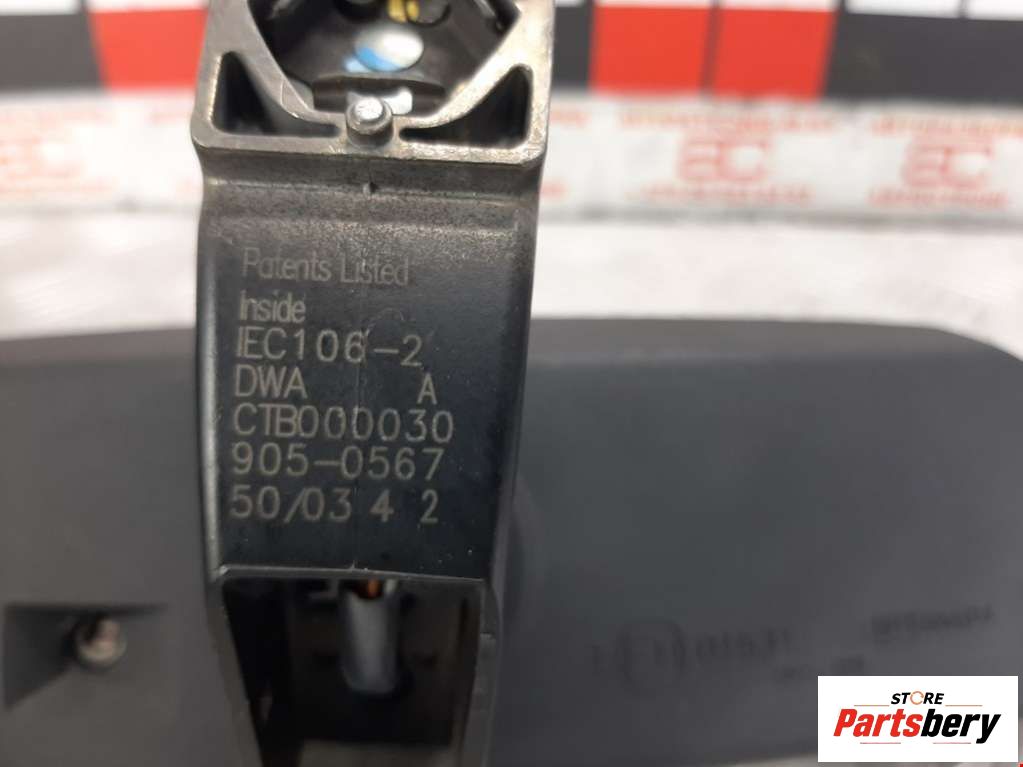 Patents Listed
Inside
IEC106-2
DWA A
CTB000030
905-0567
50/03 4 2
STORE
Partsbery